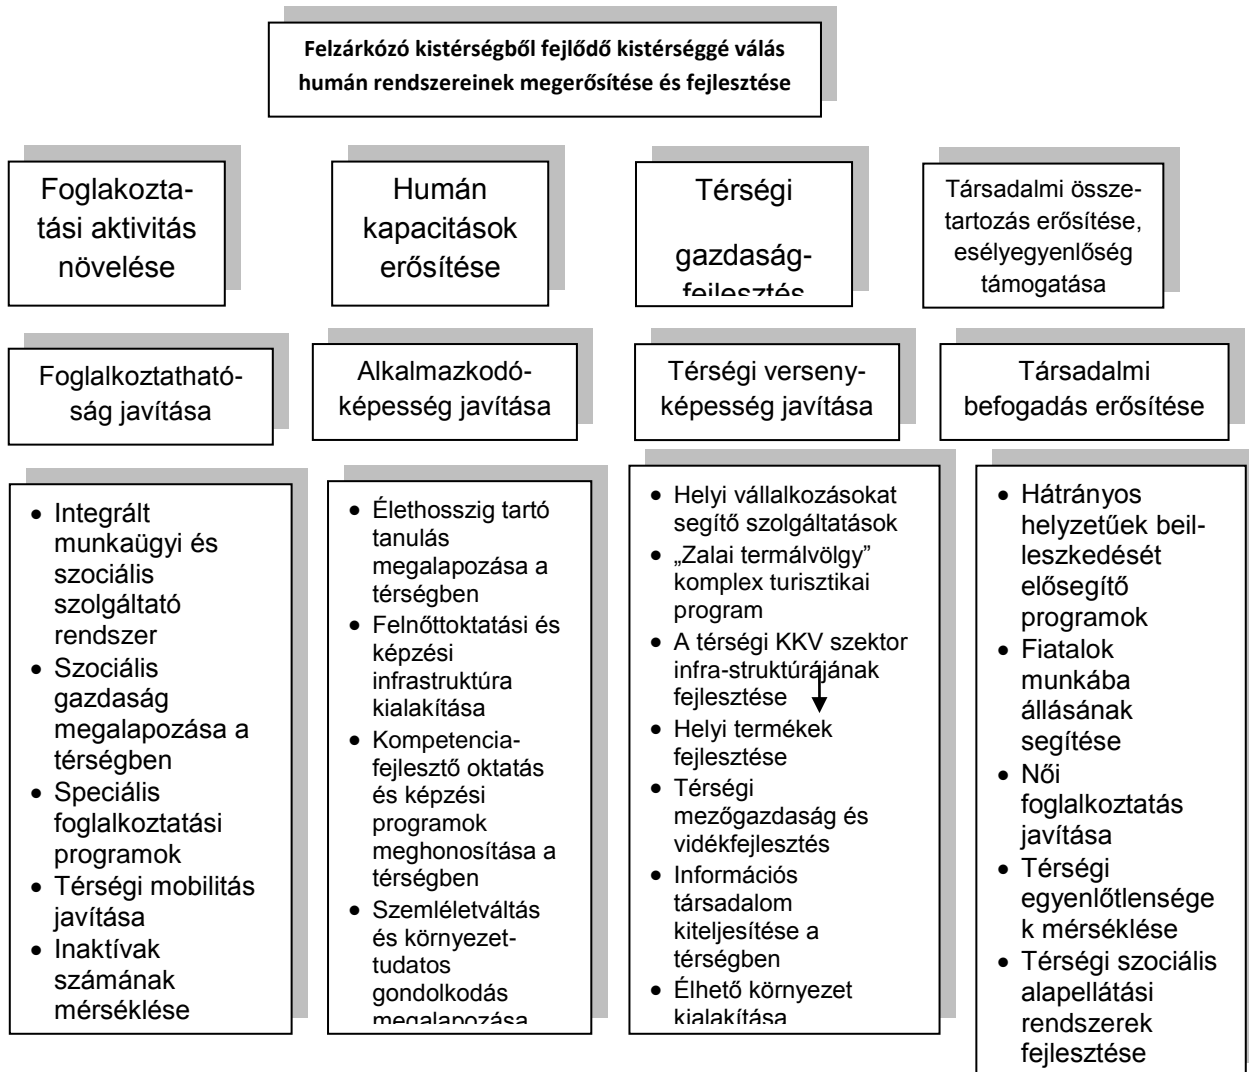 Felzárkózó kistérségből fejlődő kistérséggé válás
humán rendszereinek megerősítése és fejlesztése
Foglakozta-
tási aktivitás
növelése
Humán
kapacitások
erősítése
Térségi
gazdaság-
fejlesztés
Társadalmi össze-
tartozás erősítése,
esélyegyenlőség
támogatása
Foglalkoztatható-
ság javítása
Alkalmazkodó-
képesség javítása
Térségi verseny-
képesség javítása
Társadalmi
befogadás erősítése
• Integrált
munkaügyi és
szociális
szolgáltató
rendszer
• Szociális
gazdaság
megalapozása a
térségben
• Speciális
foglalkoztatási
programok
• Térségi mobilitás
javítása
• Inaktívak
számának
mérséklése
• Élethosszig tartó
tanulás
megalapozása a
térségben
• Felnőttoktatási és
képzési
infrastruktúra
kialakítása
• Kompetencia-
fejlesztő oktatás
és képzési
programok
meghonosítása a
térségben
• Szemléletváltás
és környezet-
tudatos
gondolkodás
megalapozása
• Helyi vállalkozásokat
segítő szolgáltatások
• „Zalai termálvölgy”
komplex turisztikai
program
• A térségi KKV szektor
infra-struktúrájának
fejlesztése
• Helyi termékek
fejlesztése
• Térségi
mezőgazdaság és
vidékfejlesztés
• Információs
társadalom
kiteljesítése a
térségben
• Élhető környezet
kialakítása
• Hátrányos
helyzetűek beil-
leszkedését
elősegítő
programok
• Fiatalok
munkába
állásának
segítése
• Női
foglalkoztatás
javítása
• Térségi
egyenlőtlensége
k mérséklése
• Térségi szociális
alapellátási
rendszerek
fejlesztése